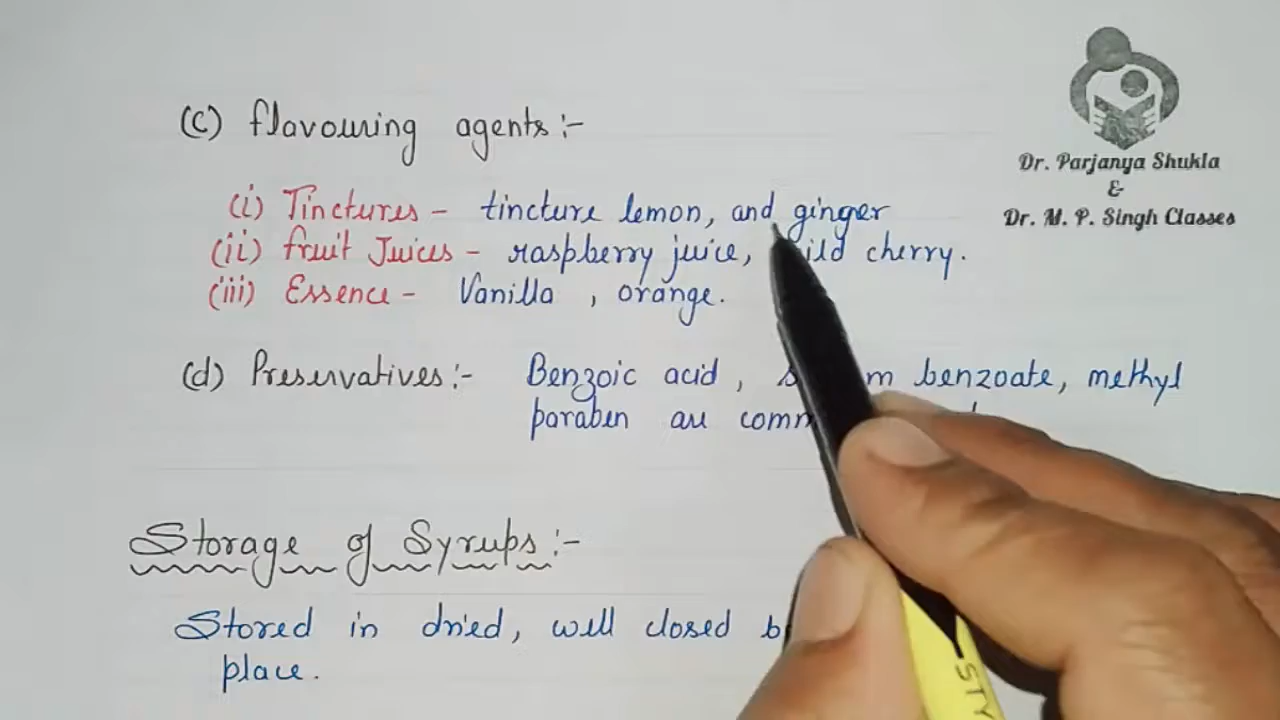 (c) flavouring agents:-
(i) Tinctures - tincture lemon, and ginger
(ii) fruit Juices - raspberry juice, cherry.
(iii) Essence - Vanilla , orange.
(d) Preservatives:- Benzoic acid, benzoate, methyl
paraben are
Storage of Syrups:-
Stored in dried, well closed
place.
Dr. Parjanya Shukla
&
Dr. M. P. Singh Classes